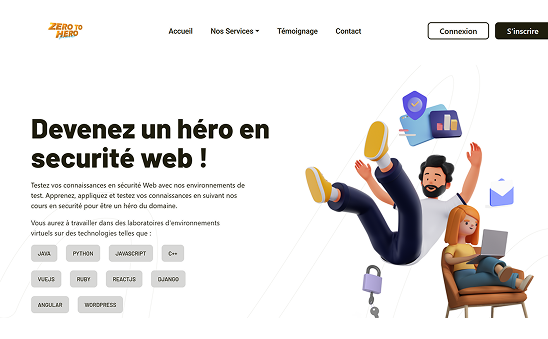 ZERO TO
HERO
Accueil
Nos Services
Témoignage
Contact
Connexion
S'inscrire
Devenez un héro en
securité web !
Testez vos connaissances en sécurité Web avec nos environements de
test. Apprenez, appliquez et testez vos connaissances en suivant nos
cours en securité pour être un héro du domaine.
Vous aurez à travailler dans des laboratoires d'environements
virtuels sur des technologies telles que :
JAVA
PYTHON
JAVASCRIPT
C++
VUEJS
RUBY
REACTJS
DJANGO
ANGULAR
WORDPRESS